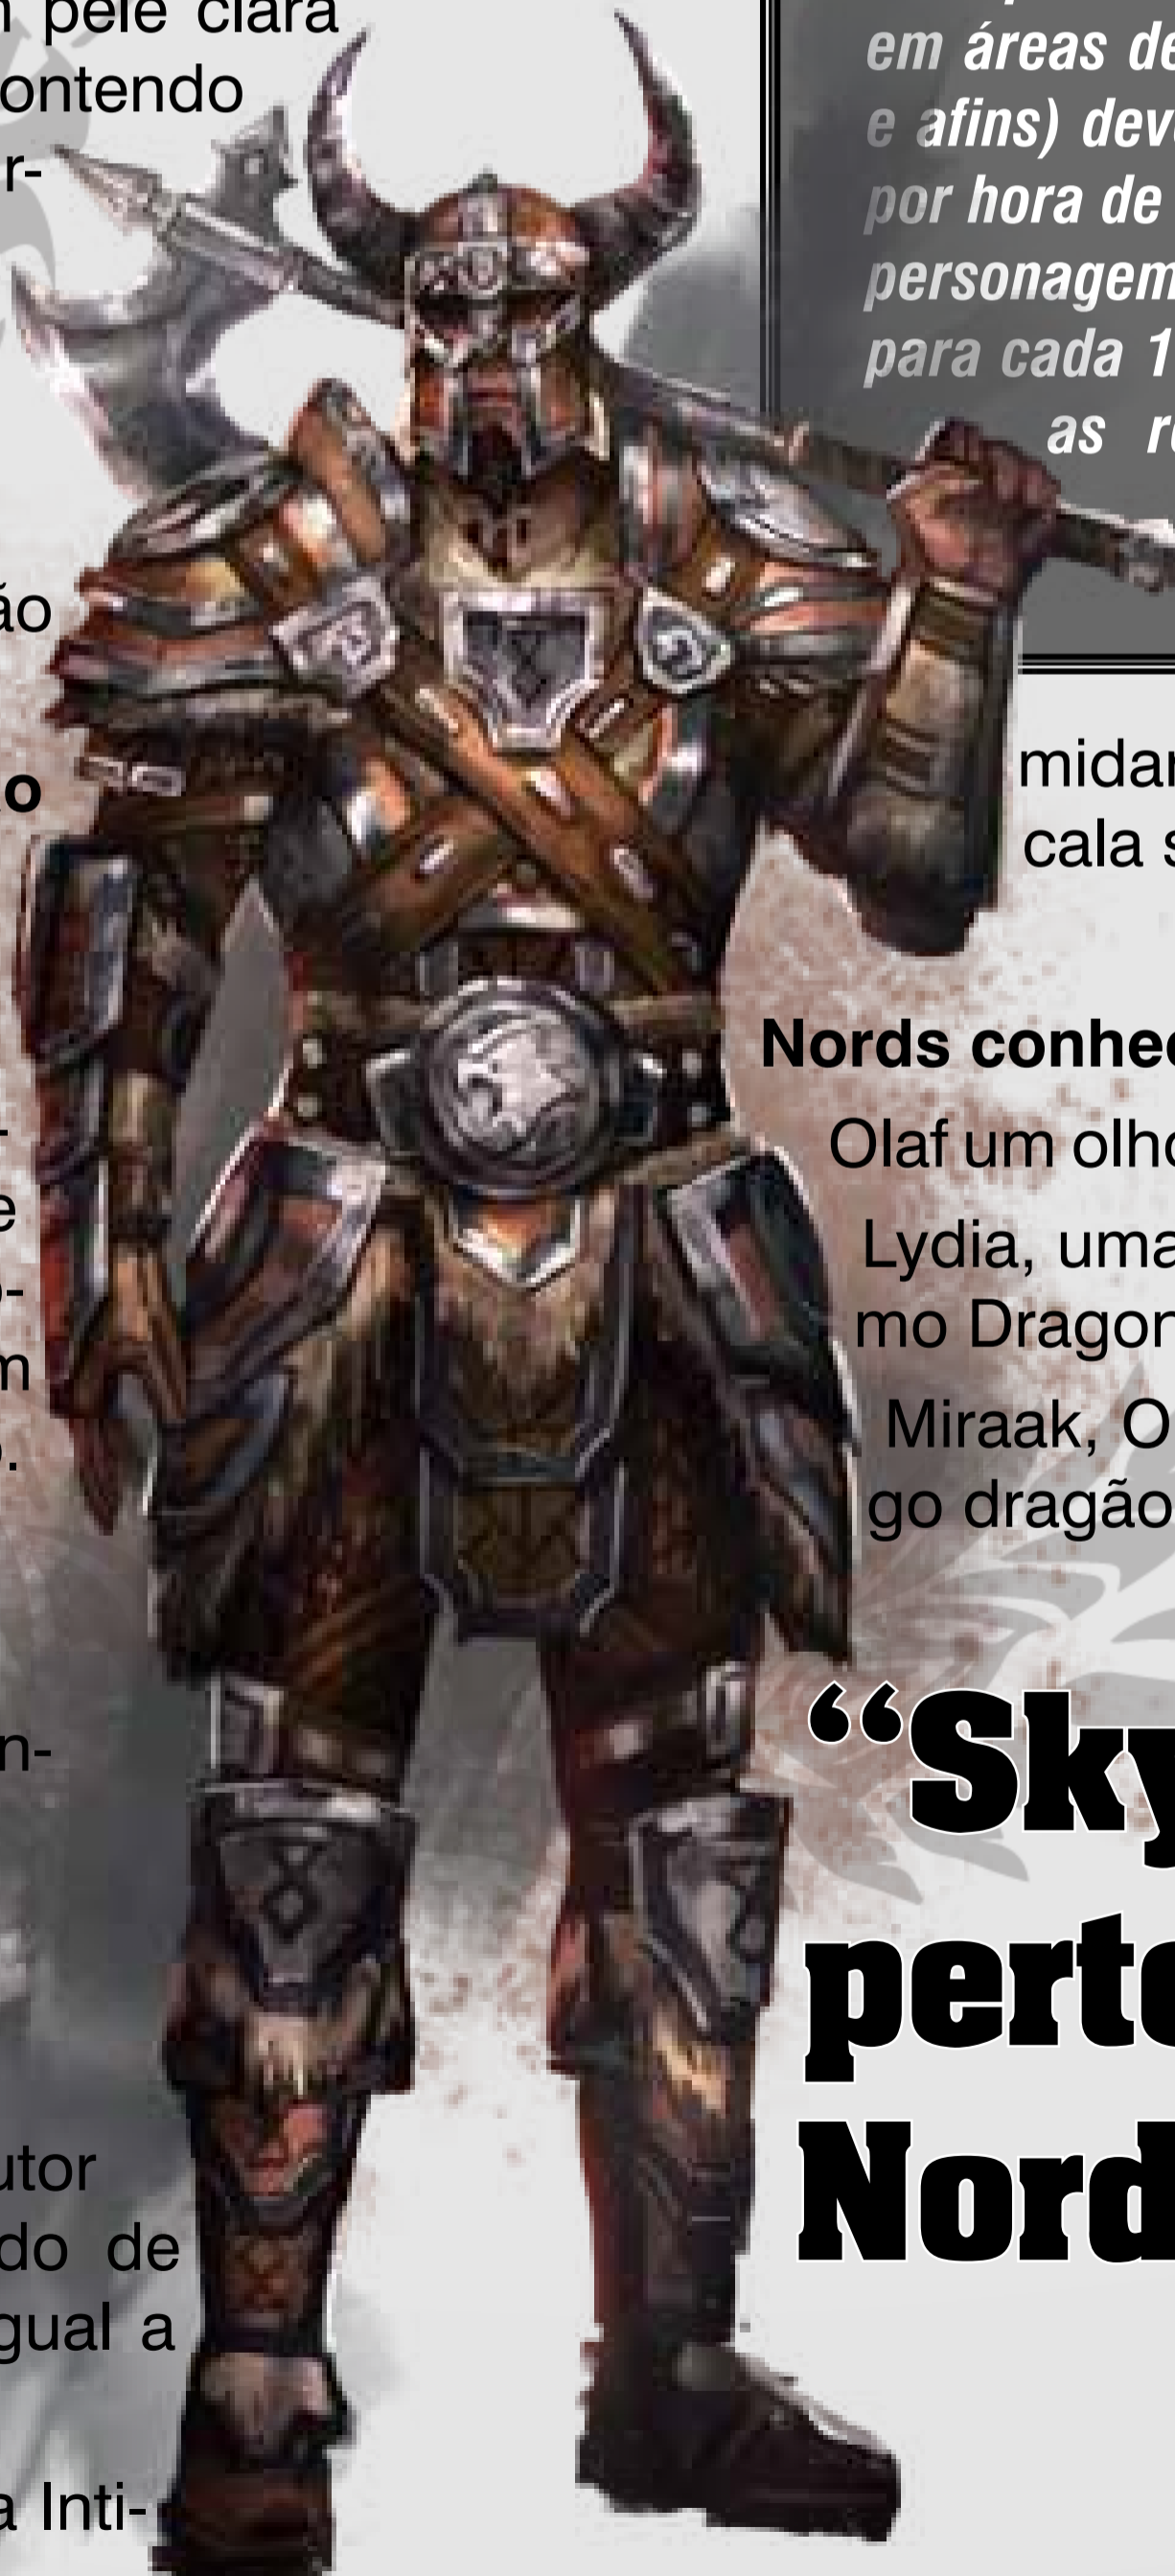 pele clara
ontendo
r-
ão
o
-
e
-
m
.
n-
utor
do de
gual a
a Inti-
em áreas de
e afins) dev
por hora de
personagem
para cada 1
as r
midar
cala s
Nords conhec
Olaf um olho
Lydia, uma
mo Dragon
Miraak, O
go dragão
“Sky
perte
Nord